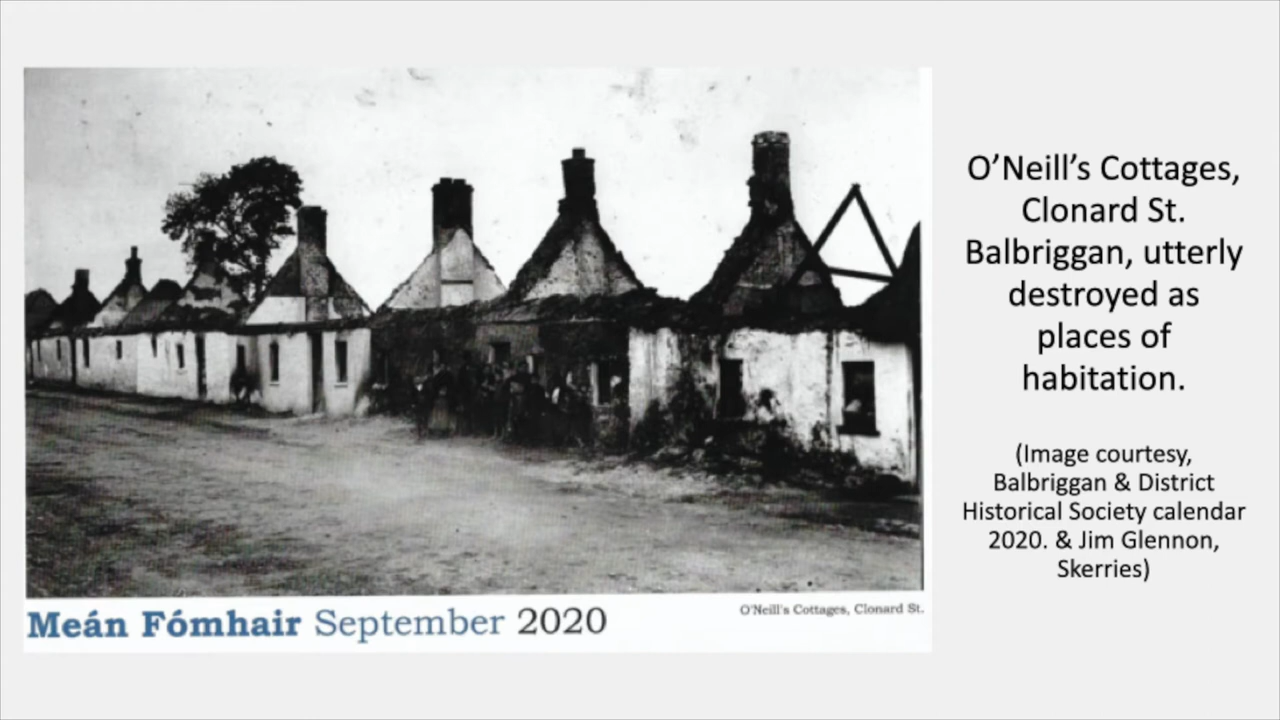 O'Neill's Cottages,
Clonard St.
Balbriggan, utterly
destroyed as
places of
habitation.
(Image courtesy,
Balbriggan & District
Historical Society calendar
2020. & Jim Glennon,
Skerries)
O'Neill's Cottages, Clonard St.
Meán Fómhair September 2020